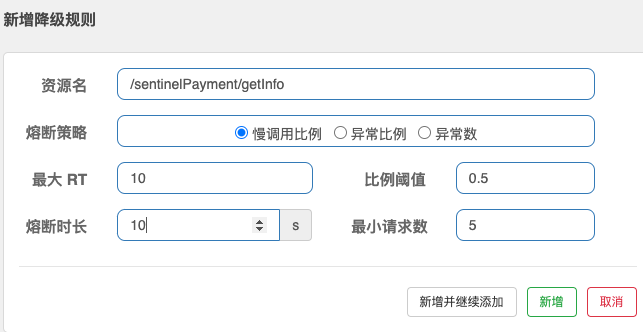 新增降级规则
资源名 /sentinelPayment/getInfo
熔断策略 慢调用比例 异常比例 异常数
最大 RT 10 比例阈值 0.5
熔断时长 10 s 最小请求数 5
新增并继续添加 新增 取消